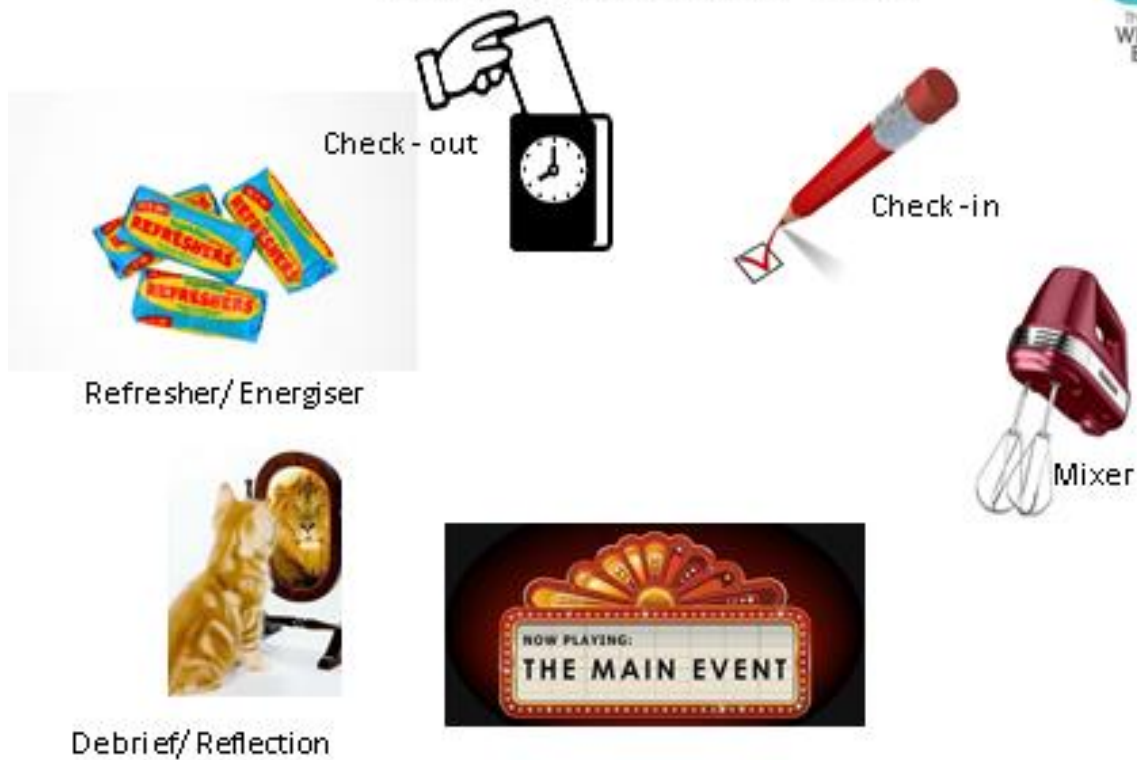 Check - out
Check -in
REFRESHERS
REFRESHERS
REFRESHERS
Refresher/ Energiser
Mixer
NOW PLAYING:
THE MAIN EVENT
Debrief/ Reflection